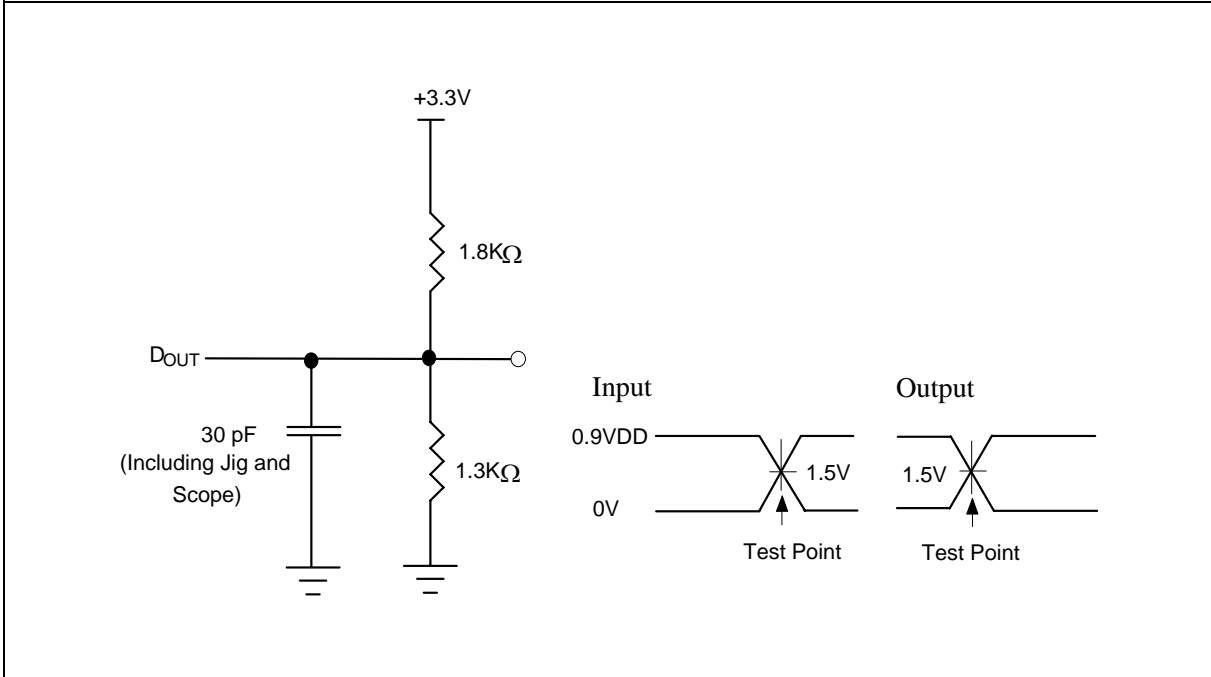 +3.3V
1.8KΩ
DOUT
30 pF
(Including Jig and
Scope)
1.3KΩ
Input
Output
0.9VDD
1.5V
1.5V
0V
Test Point
Test Point